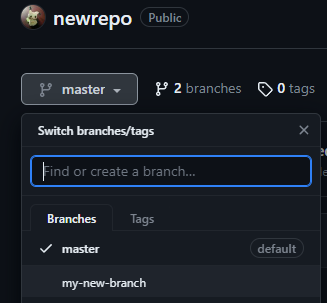 newrepo Public
master 2 branches 0 tags
Switch branches/tags
Find or create a branch...
Branches Tags
master default
my-new-branch